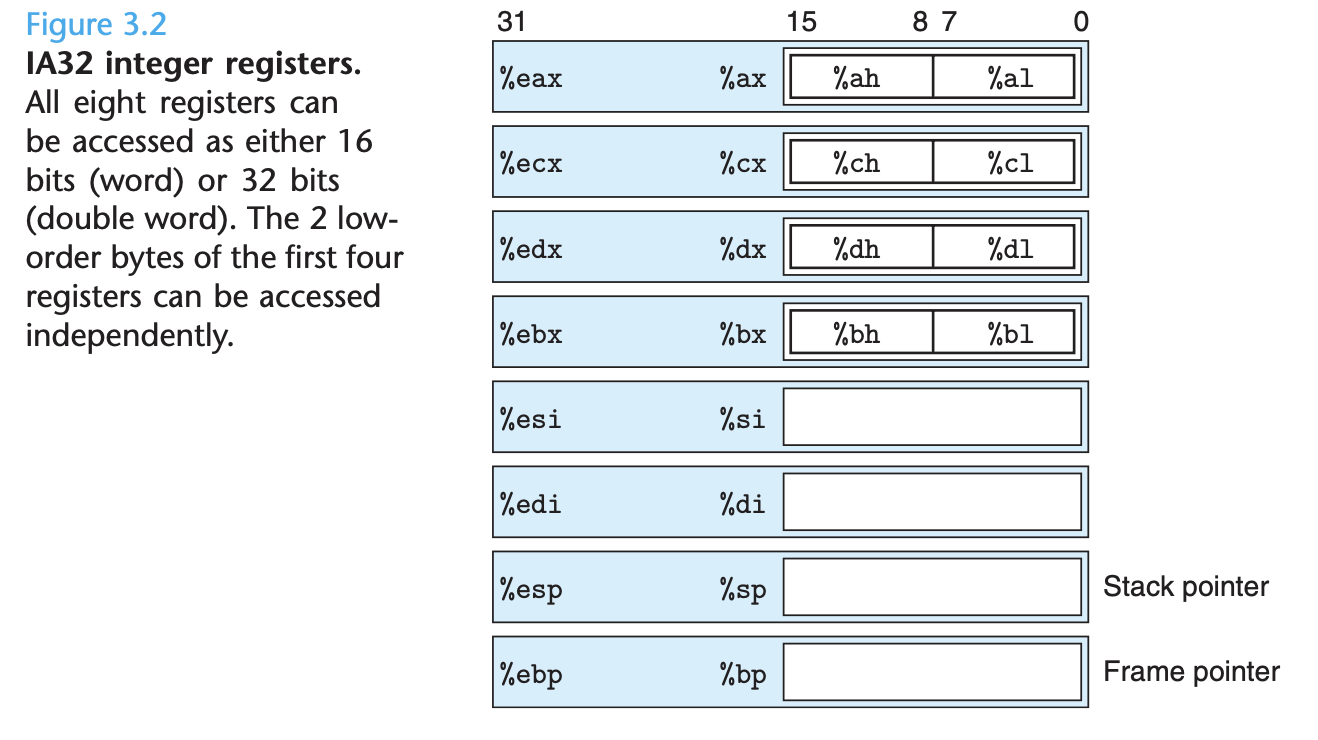 Figure 3.2
IA32 integer registers.
All eight registers can
be accessed as either 16
bits (word) or 32 bits
(double word). The 2 low-
order bytes of the first four
registers can be accessed
independently.
31 15 8 7 0
%eax %ax %ah %al
%ecx %cx %ch %cl
%edx %dx %dh %dl
%ebx %bx %bh %bl
%esi %si
%edi %di
%esp %sp Stack pointer
%ebp %bp Frame pointer